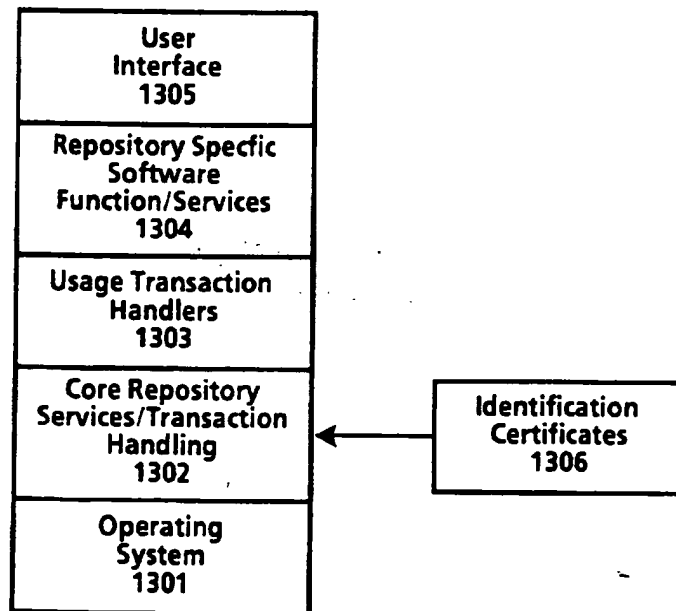 User
Interface
1305
Repository Specfic
Software
Function/Services
1304
Usage Transaction
Handlers
1303
Core Repository
Services/Transaction
Handling
1302
Identification
Certificates
1306
Operating
System
1301